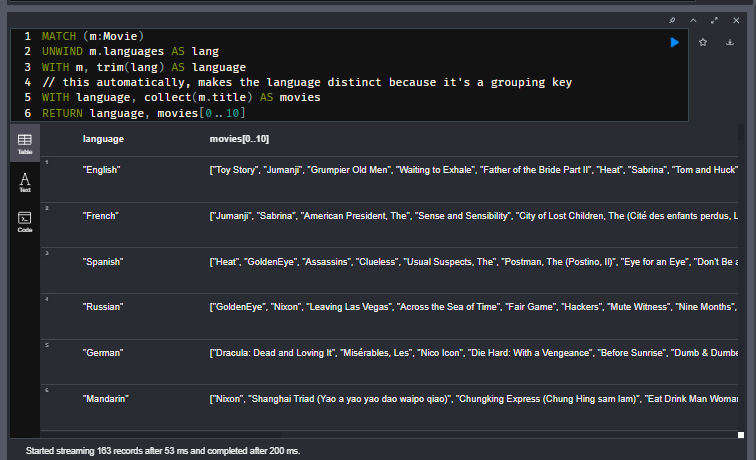 1 MATCH (m:Movie)
2 UNWIND m.languages AS lang
3 WITH m, trim(lang) AS language
4 // this automatically, makes the language distinct because it's a grouping key
5 WITH language, collect(m.title) AS movies
6 RETURN language, movies[0..10]
Table
Text
Code
language movies[0..10]
1 "English" ["Toy Story", "Jumanji", "Grumpier Old Men", "Waiting to Exhale", "Father of the Bride Part II", "Heat", "Sabrina", "Tom and Huck"
2 "French" ["Jumanji", "Sabrina", "American President, The", "Sense and Sensibility", "City of Lost Children, The (Cité des enfants perdus, L
3 "Spanish" ["Heat", "GoldenEye", "Assassins", "Clueless", "Usual Suspects, The", "Postman, The (Postino, Il)", "Eye for an Eye", "Don't Be a
4 "Russian" ["GoldenEye", "Nixon", "Leaving Las Vegas", "Across the Sea of Time", "Fair Game", "Hackers", "Mute Witness", "Nine Months",
5 "German" ["Dracula: Dead and Loving It", "Misérables, Les", "Nico Icon", "Die Hard: With a Vengeance", "Before Sunrise", "Dumb & Dumbe
6 "Mandarin" ["Nixon", "Shanghai Triad (Yao a yao yao dao waipo qiao)", "Chungking Express (Chung Hing sam lam)", "Eat Drink Man Woman
Started streaming 163 records after 53 ms and completed after 200 ms.